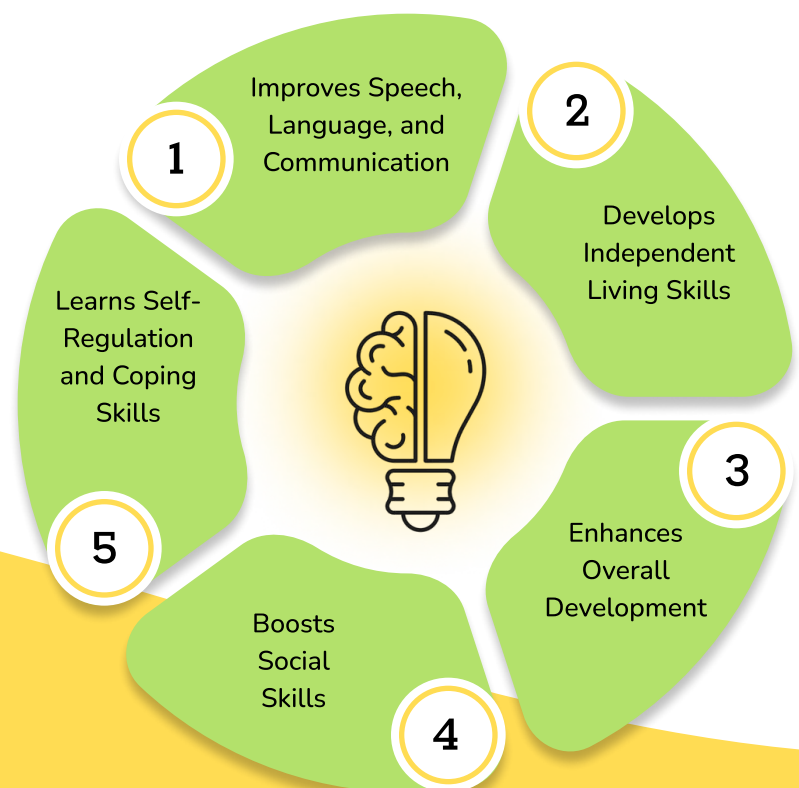 1
Improves Speech,
Language, and
Communication
2
Develops
Independent
Living Skills
3
Enhances
Overall
Development
4
Boosts
Social
Skills
5
Learns Self-
Regulation
and Coping
Skills